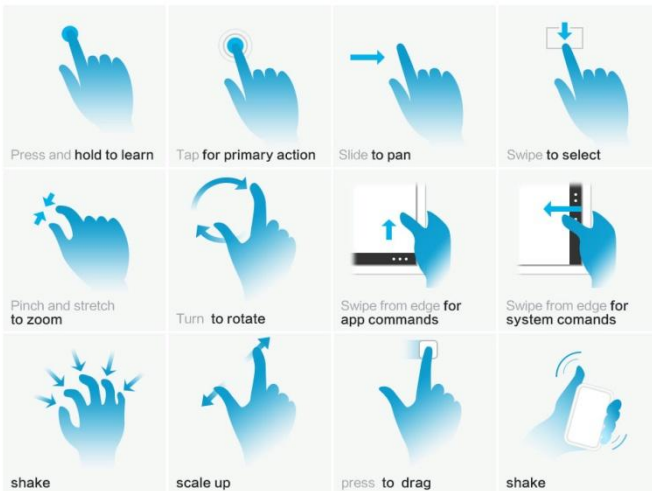 Press and hold to learn
Tap for primary action
Slide to pan
Swipe to select
Pinch and stretch
to zoom
Turn to rotate
Swipe from edge for
app commands
Swipe from edge for
system comands
shake
scale up
press to drag
shake